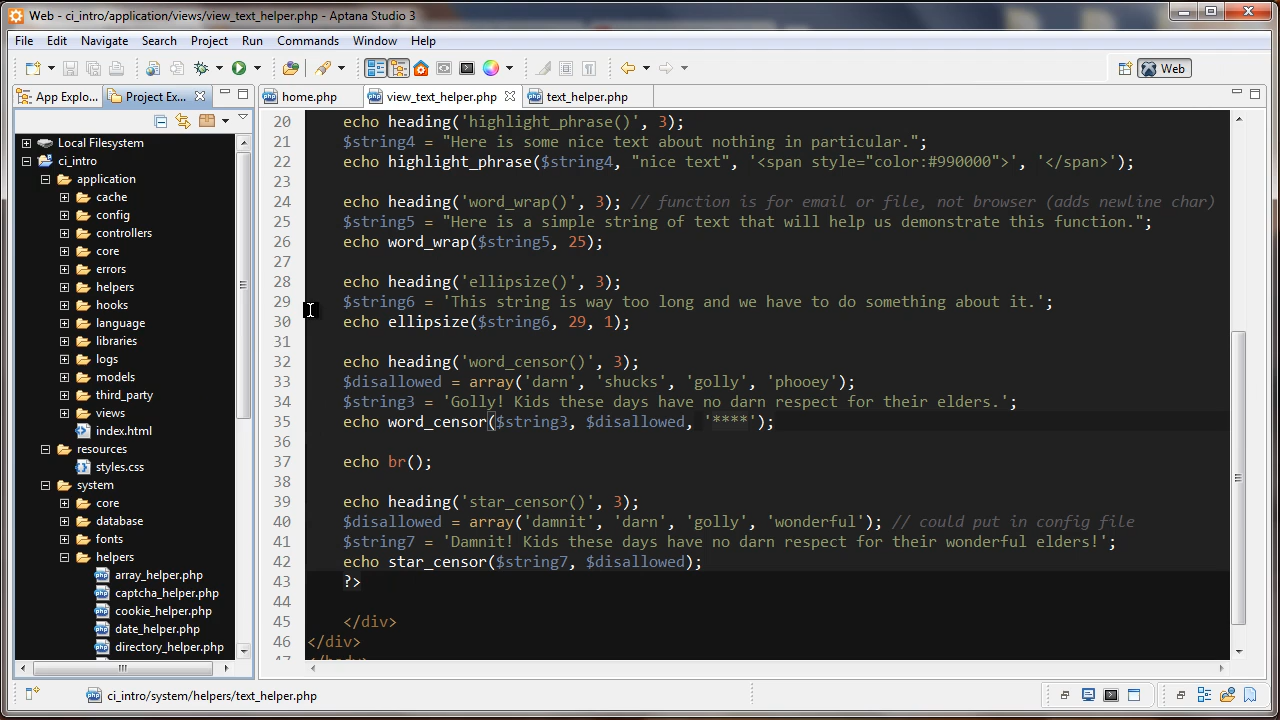 Web - ci_intro/application/views/view_text_helper.php - Aptana Studio 3
File Edit Navigate Search Project Run Commands Window Help
Web
App Explo... Project Ex... home.php view_text_helper.php text_helper.php
Local Filesystem
ci_intro
application
cache
config
controllers
core
errors
helpers
hooks
language
libraries
logs
models
third_party
views
index.html
resources
styles.css
system
core
database
fonts
helpers
array_helper.php
captcha_helper.php
cookie_helper.php
date_helper.php
directory_helper.php
20 echo heading('highlight_phrase()', 3);
21 $string4 = "Here is some nice text about nothing in particular.";
22 echo highlight_phrase($string4, "nice text", '<span style="color:#990000">', '</span>');
23
24 echo heading('word_wrap()', 3); // function is for email or file, not browser (adds newline char)
25 $string5 = "Here is a simple string of text that will help us demonstrate this function.";
26 echo word_wrap($string5, 25);
27
28 echo heading('ellipsize()', 3);
29 $string6 = 'This string is way too long and we have to do something about it.';
30 echo ellipsize($string6, 29, 1);
31
32 echo heading('word_censor()', 3);
33 $disallowed = array('darn', 'shucks', 'golly', 'phooey');
34 $string3 = 'Golly! Kids these days have no darn respect for their elders.';
35 echo word_censor($string3, $disallowed, '****');
36
37 echo br();
38
39 echo heading('star_censor()', 3);
40 $disallowed = array('damnit', 'darn', 'golly', 'wonderful'); // could put in config file
41 $string7 = 'Damnit! Kids these days have no darn respect for their wonderful elders!';
42 echo star_censor($string7, $disallowed);
43 ?>
44
45 </div>
46 </div>
47 </body>
ci_intro/system/helpers/text_helper.php